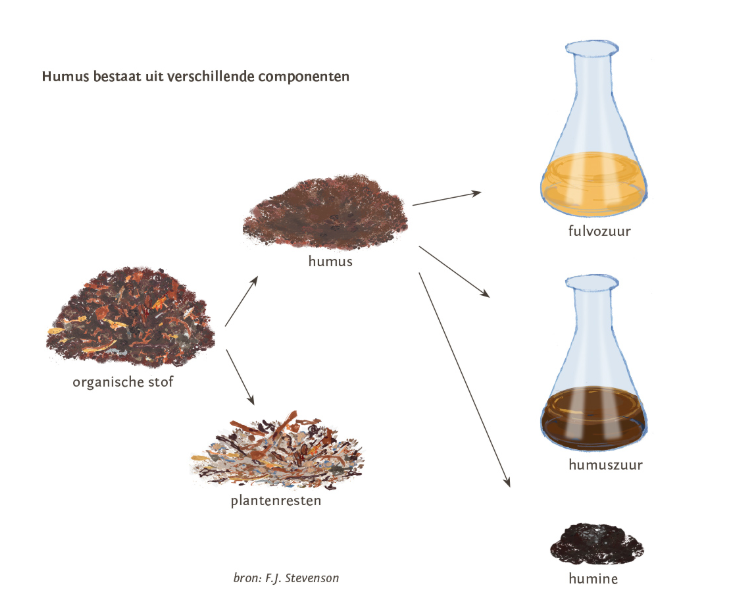 Humus bestaat uit verschillende componenten
fulvozuur
humus
organische stof
humuszuur
plantenresten
bron: F.J. Stevenson
humine